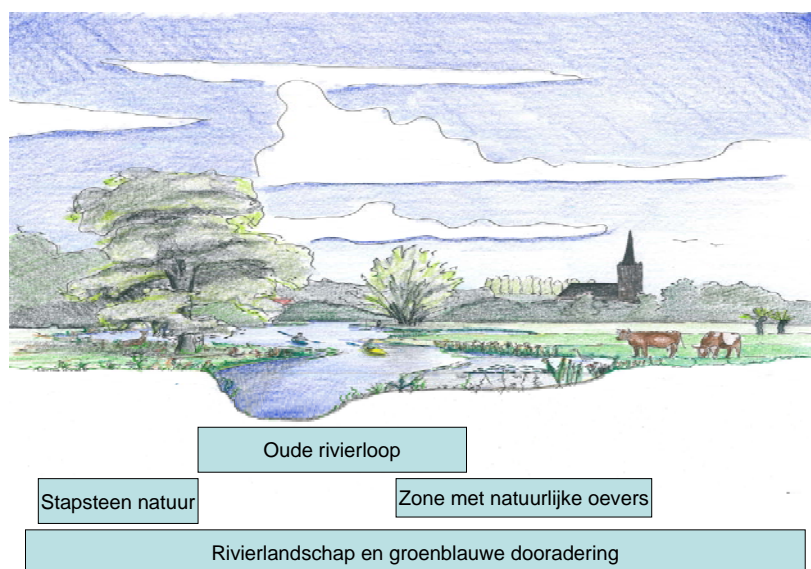 Oude rivierloop
Stapsteen natuur
Zone met natuurlijke oevers
Rivierlandschap en groenblauwe dooradering